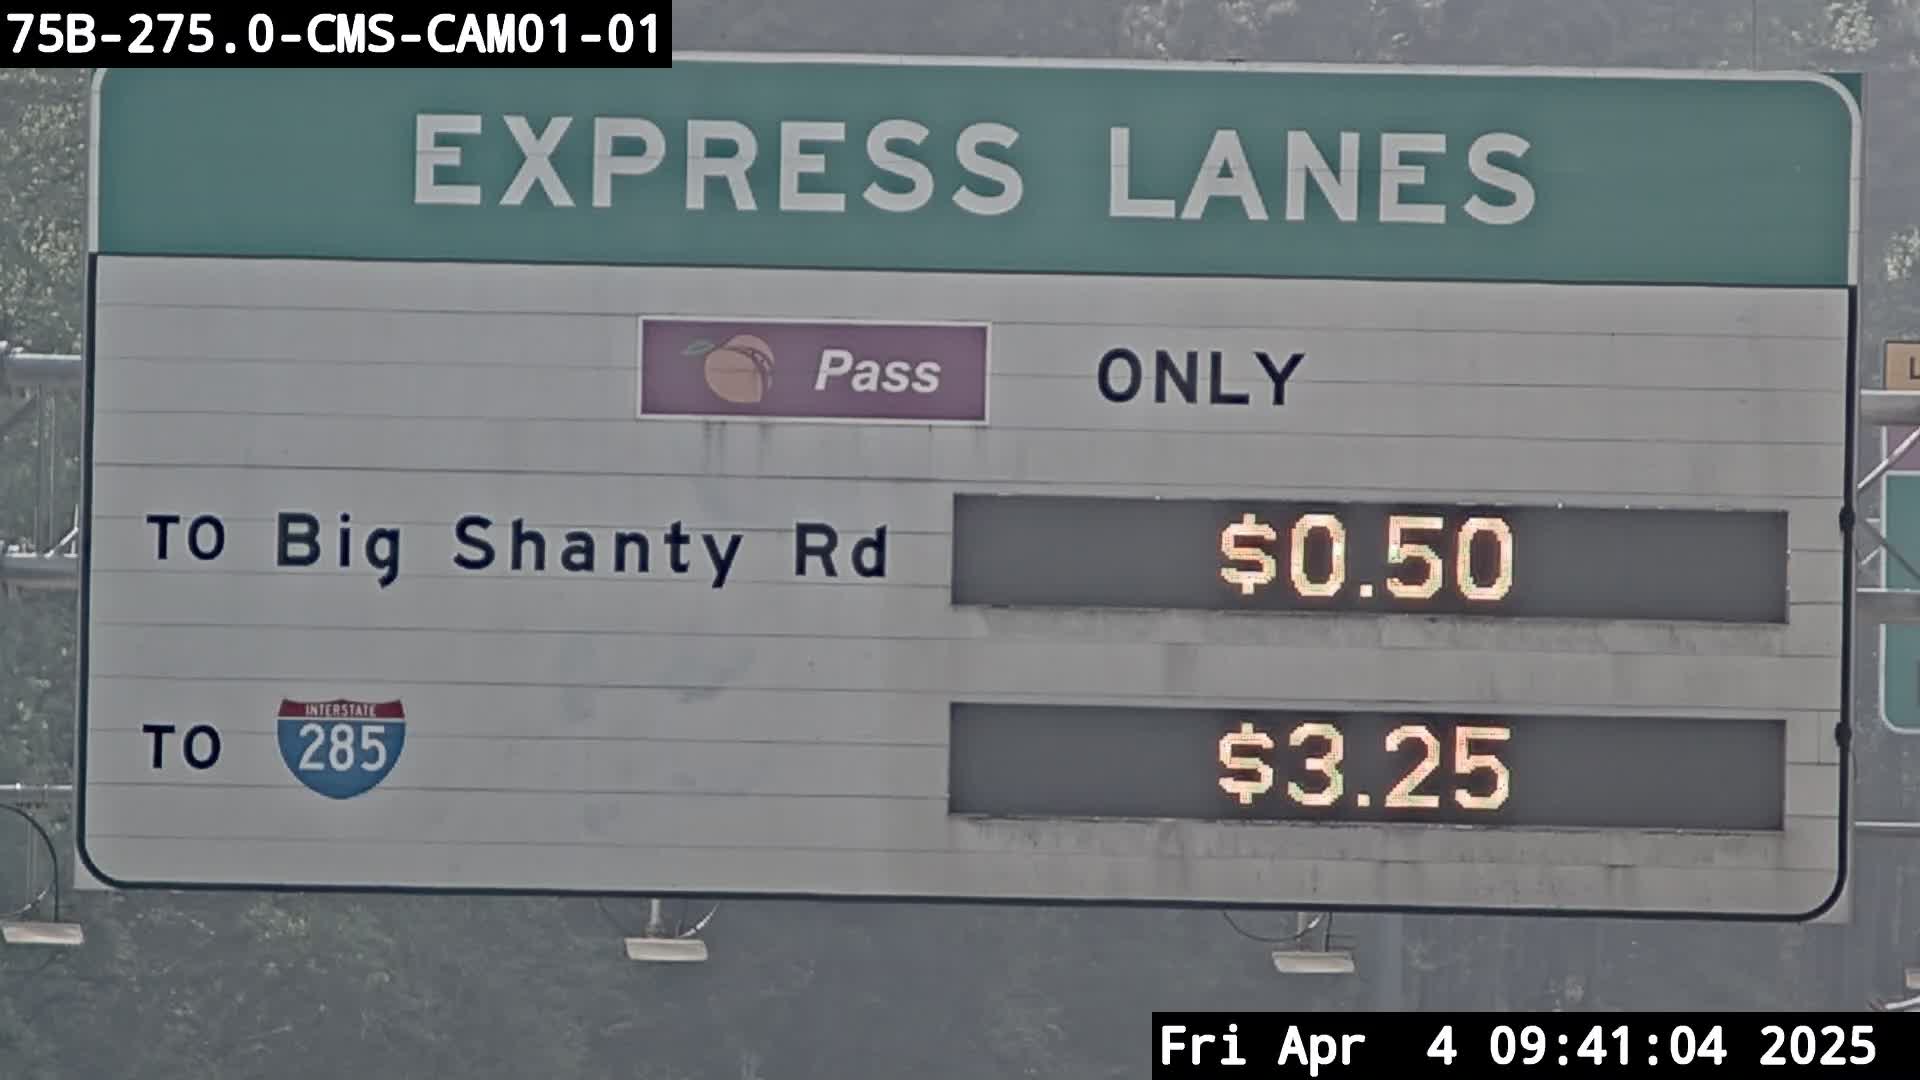 75B-275.0-CMS-CAM01-01
EXPRESS LANES
Pass ONLY
TO Big Shanty Rd $0.50
TO INTERSTATE 285 $3.25
Fri Apr 4 09:41:04 2025